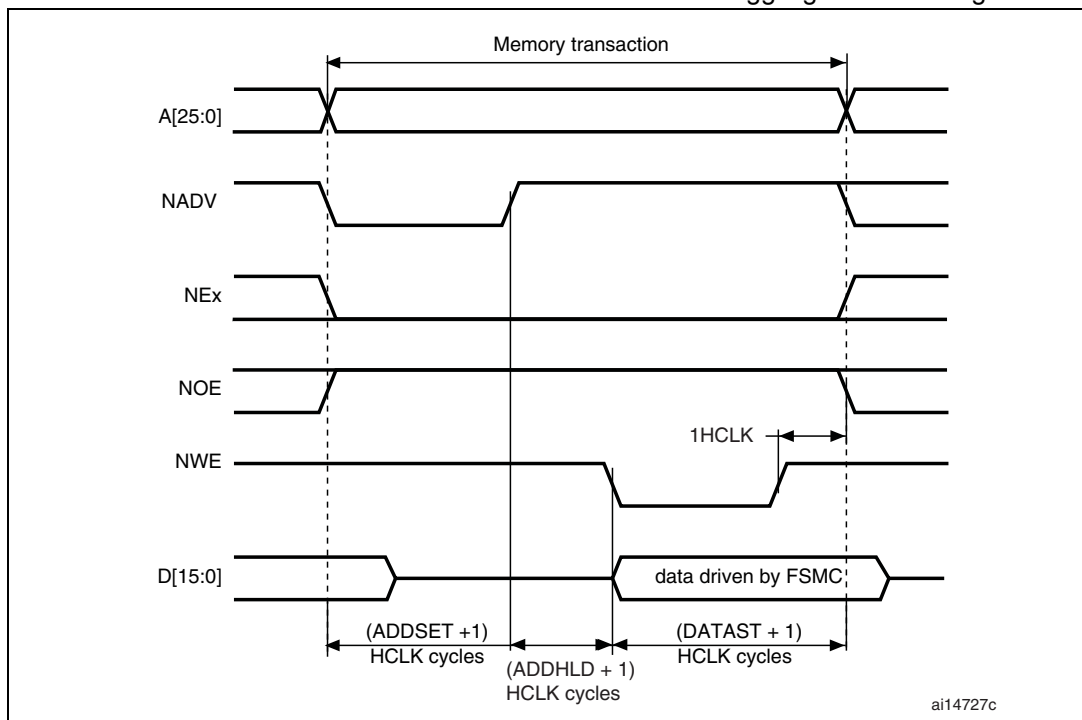 Memory transaction
A[25:0]
NADV
NEx
NOE
1HCLK
NWE
D[15:0]
data driven by FSMC
(ADDSET +1)
HCLK cycles
(DATAST + 1)
HCLK cycles
(ADDHLD + 1)
HCLK cycles
ai14727c